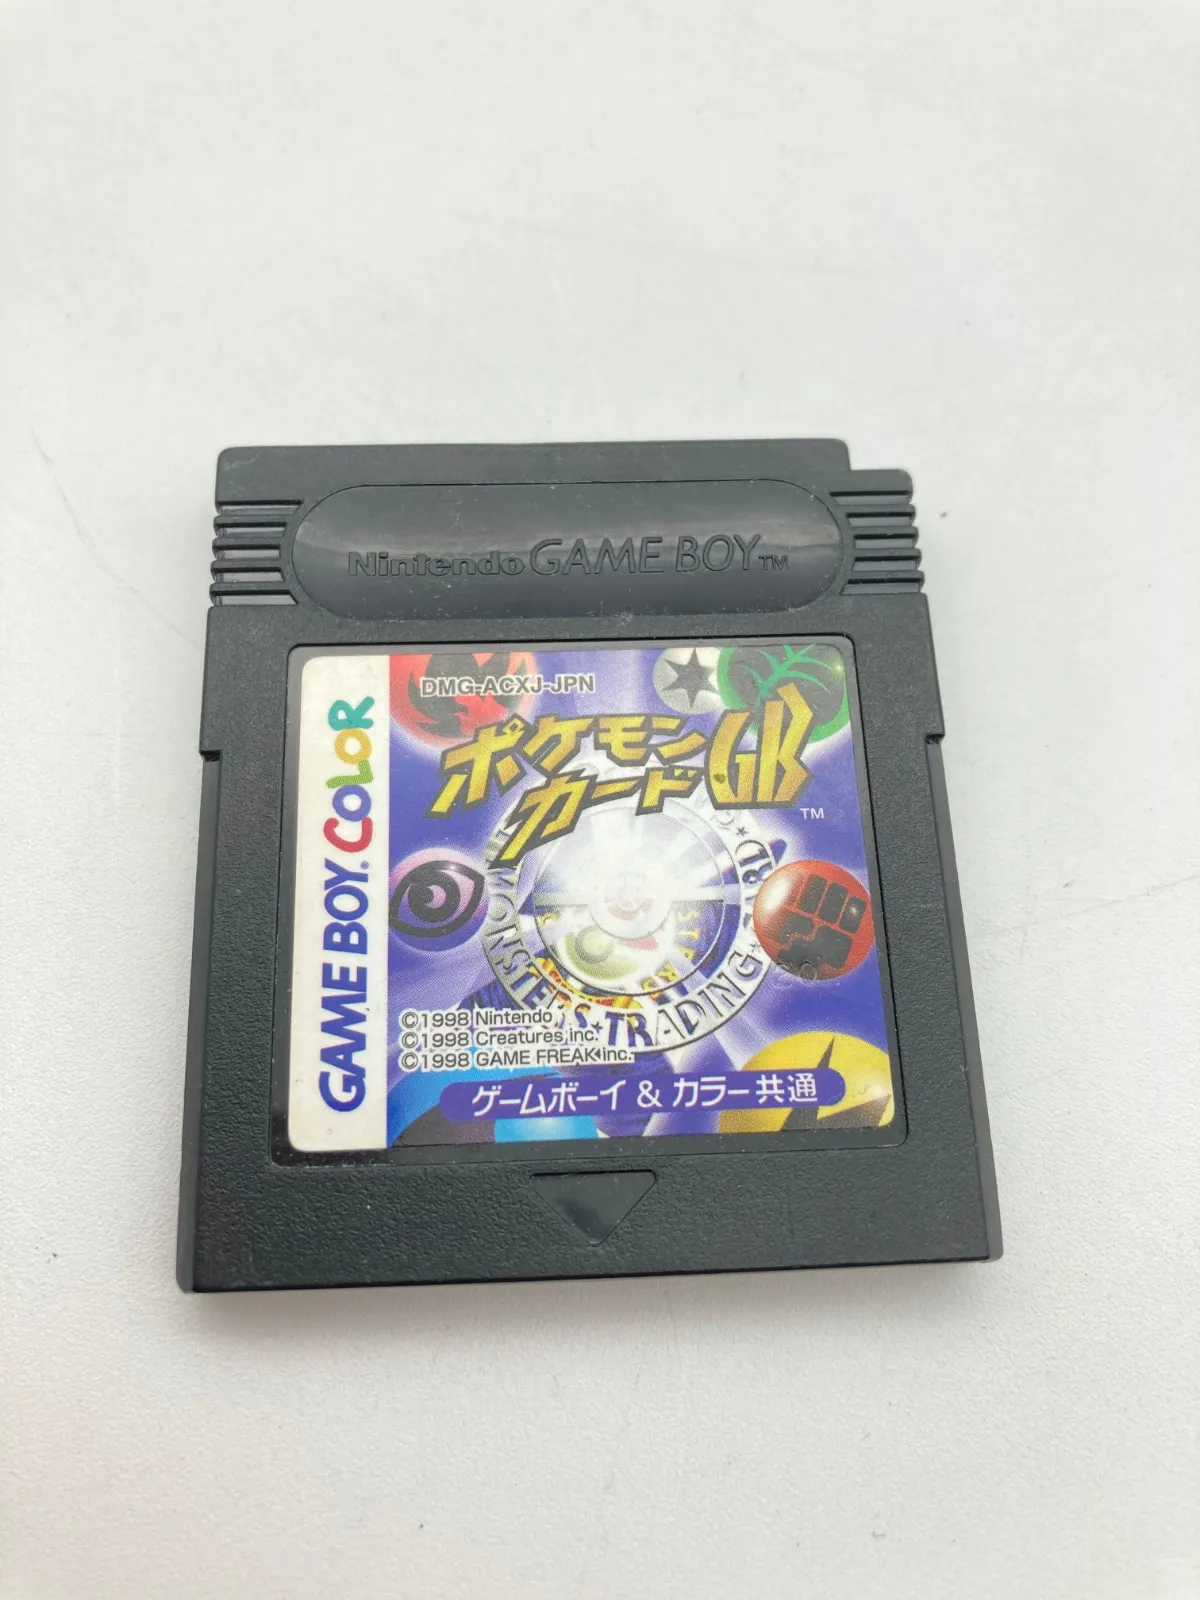 Nintendo GAME BOY™
DMG-ACXJ-JPN
ポケモン
カードGB
™
GAME BOY COLOR
MONSTERS★TRADING★CARD
©1998 Nintendo
©1998 Creatures inc.
©1998 GAME FREAK inc.
ゲームボーイ & カラー共通